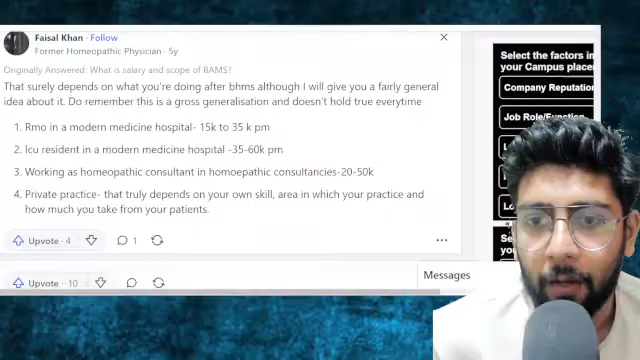 Faisal Khan · Follow
Former Homeopathic Physician · 5y
Originally Answered: What is salary and scope of BAMS?
That surely depends on what you're doing after bhms although I will give you a fairly general
idea about it. Do remember this is a gross generalisation and doesn't hold true everytime
1. Rmo in a modern medicine hospital- 15k to 35 k pm
2. Icu resident in a modern medicine hospital -35-60k pm
3. Working as homeopathic consultant in homoepathic consultancies-20-50k
4. Private practice- that truly depends on your own skill, area in which your practice and
how much you take from your patients.
Upvote · 4
1
Upvote · 10
Messages
Select the factors in
your Campus place
Company Reputation
Job Role/Function